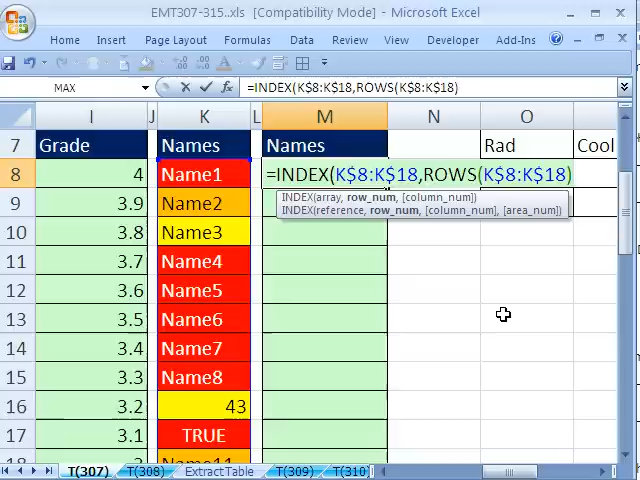 EMT307-315..xls [Compatibility Mode] - Microsoft Excel
Home Insert Page Layout Formulas Data Review View Developer Add-Ins
MAX =INDEX(K$8:K$18,ROWS(K$8:K$18)
I J K L M N O
7 Grade Names Names Rad Cool
8 4 Name1 =INDEX(K$8:K$18,ROWS(K$8:K$18)
9 3.9 Name2 INDEX(array, row_num, [column_num])
INDEX(reference, row_num, [column_num], [area_num])
10 3.8 Name3
11 3.7 Name4
12 3.6 Name5
13 3.5 Name6
14 3.4 Name7
15 3.3 Name8
16 3.2 43
17 3.1 TRUE
18 3 Name11
T(307) T(308) ExtractTable T(309) T(310)